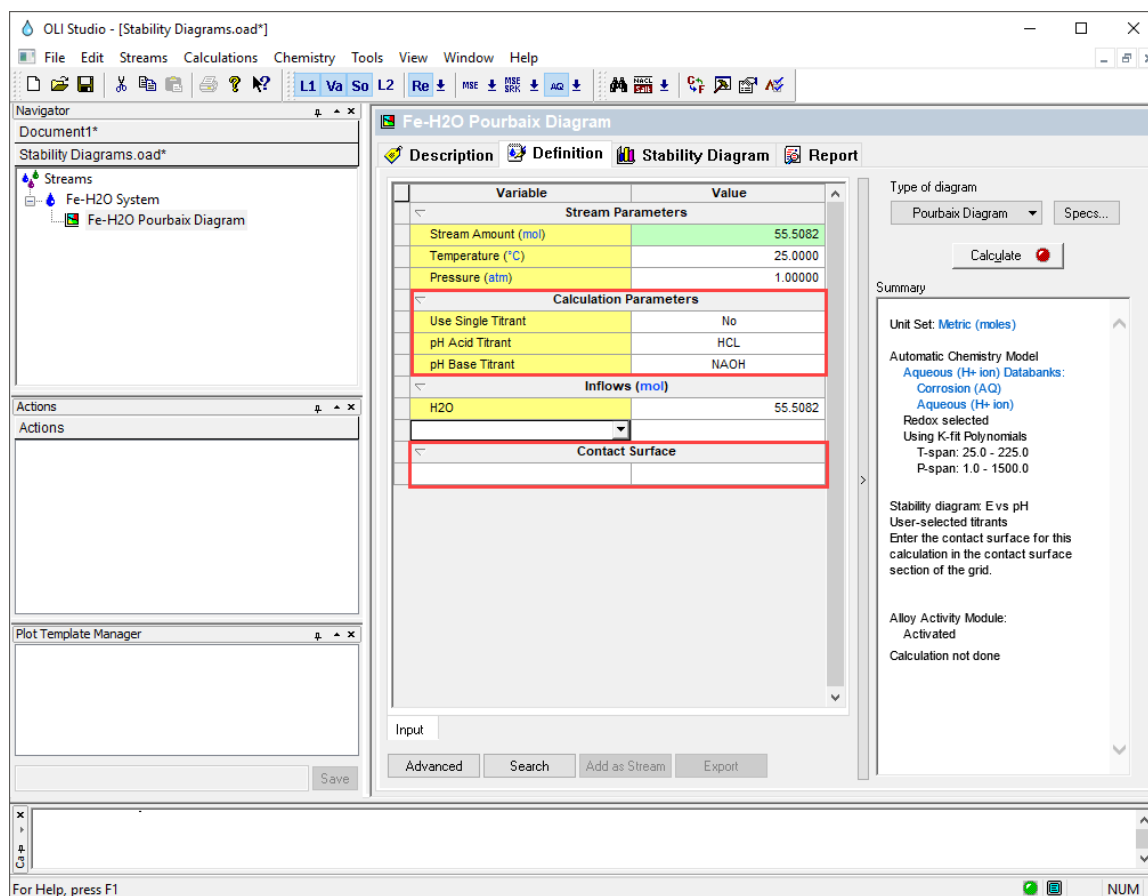 OLI Studio - [Stability Diagrams.oad*]
File Edit Streams Calculations Chemistry Tools View Window Help
L1 Va So L2 Re MSE MSE SRK AQ NACL
Navigator
Document1*
Stability Diagrams.oad*
Streams
Fe-H2O System
Fe-H2O Pourbaix Diagram
Actions
Actions
Plot Template Manager
Save
Fe-H2O Pourbaix Diagram
Description Definition Stability Diagram Report
Variable Value
Stream Parameters
Stream Amount (mol) 55.5082
Temperature (°C) 25.0000
Pressure (atm) 1.00000
Calculation Parameters
Use Single Titrant No
pH Acid Titrant HCL
pH Base Titrant NAOH
Inflows (mol)
H2O 55.5082
Contact Surface
Input
Advanced Search Add as Stream Export
Type of diagram
Pourbaix Diagram Specs...
Calculate
Summary
Unit Set: Metric (moles)
Automatic Chemistry Model
Aqueous (H+ ion) Databanks:
Corrosion (AQ)
Aqueous (H+ ion)
Redox selected
Using K-fit Polynomials
T-span: 25.0 - 225.0
P-span: 1.0 - 1500.0
Stability diagram: E vs pH
User-selected titrants
Enter the contact surface for this
calculation in the contact surface
section of the grid.
Alloy Activity Module:
Activated
Calculation not done
Ca
For Help, press F1 NUM